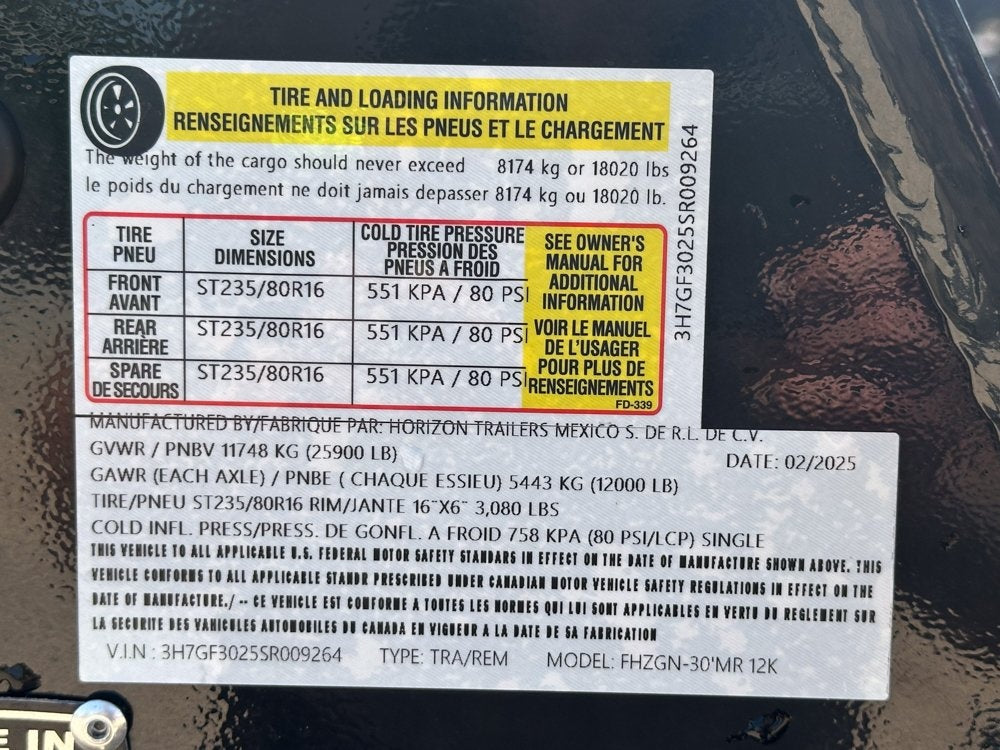 TIRE AND LOADING INFORMATION
RENSEIGNEMENTS SUR LES PNEUS ET LE CHARGEMENT
The weight of the cargo should never exceed 8174 kg or 18020 lbs
le poids du chargement ne doit jamais depasser 8174 kg ou 18020 lb.
3H7GF3025SR009264
TIRE
PNEU
SIZE
DIMENSIONS
COLD TIRE PRESSURE
PRESSION DES
PNEUS A FROID
FRONT
AVANT
ST235/80R16
551 KPA / 80 PSI
REAR
ARRIÈRE
ST235/80R16
551 KPA / 80 PSI
SPARE
DE SECOURS
ST235/80R16
551 KPA / 80 PSI
SEE OWNER'S
MANUAL FOR
ADDITIONAL
INFORMATION
VOIR LE MANUEL
DE L'USAGER
POUR PLUS DE
RENSEIGNEMENTS
FD-339
MANUFACTURED BY/FABRIQUE PAR: HORIZON TRAILERS MEXICO S. DE R.L. DE C.V.
GVWR / PNBV 11748 KG (25900 LB)
DATE: 02/2025
GAWR (EACH AXLE) / PNBE ( CHAQUE ESSIEU) 5443 KG (12000 LB)
TIRE/PNEU ST235/80R16 RIM/JANTE 16"X6" 3,080 LBS
COLD INFL. PRESS/PRESS. DE GONFL. A FROID 758 KPA (80 PSI/LCP) SINGLE
THIS VEHICLE TO ALL APPLICABLE U.S. FEDERAL MOTOR SAFETY STANDARS IN EFFECT ON THE DATE OF MANUFACTURE SHOWN ABOVE. THIS
VEHICLE CONFORMS TO ALL APPLICABLE STANDR PRESCRIBED UNDER CANADIAN MOTOR VEHICLE SAFETY REGULATIONS IN EFFECT ON THE
DATE OF MANUFACTURE./ -- CE VEHICLE EST CONFORME A TOUTES LES NORMES QUI LUI SONT APPLICABLES EN VERTU DU REGLEMENT SUR
LA SECURITE DES VAHICULES AUTOMOBILES DU CANADA EN VIGUEUR A LA DATE DE SA FABRICATION
V.I.N : 3H7GF3025SR009264 TYPE: TRA/REM MODEL: FHZGN-30'MR 12K
E IN